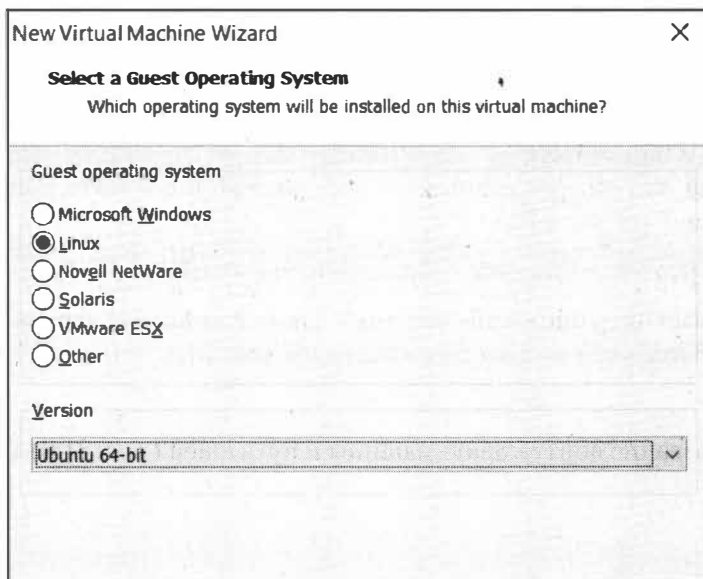 New Virtual Machine Wizard
Select a Guest Operating System
Which operating system will be installed on this virtual machine?
Guest operating system
Microsoft Windows
Linux
Novell NetWare
Solaris
VMware ESX
Other
Version
Ubuntu 64-bit